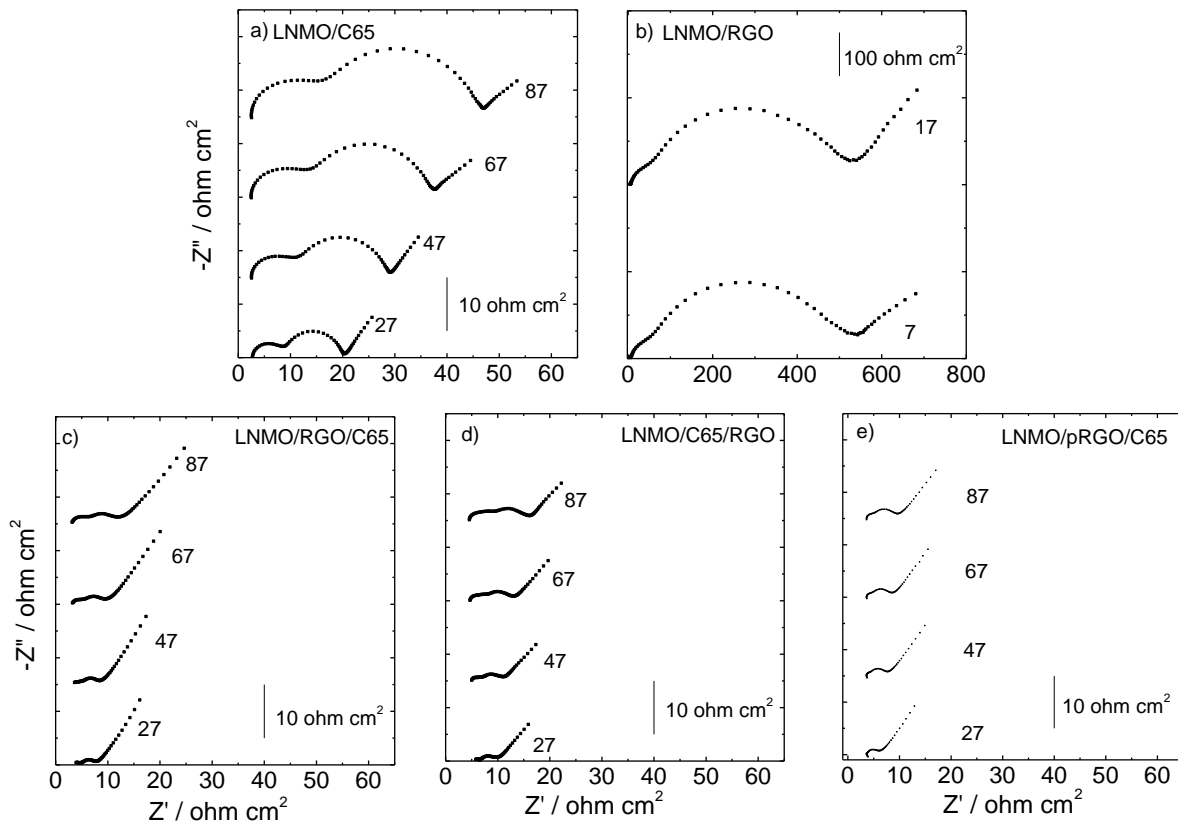 a) LNMO/C65
87
67
47
27
10 ohm cm2
0 10 20 30 40 50 60
-Z" / ohm cm2
b) LNMO/RGO
100 ohm cm2
17
7
0 200 400 600 800
c) LNMO/RGO/C65
87
67
47
27
10 ohm cm2
0 10 20 30 40 50 60
Z' / ohm cm2
-Z" / ohm cm2
d) LNMO/C65/RGO
87
67
47
27
10 ohm cm2
0 10 20 30 40 50 60
Z' / ohm cm2
e) LNMO/pRGO/C65
87
67
47
27
10 ohm cm2
0 10 20 30 40 50 60
Z' / ohm cm2